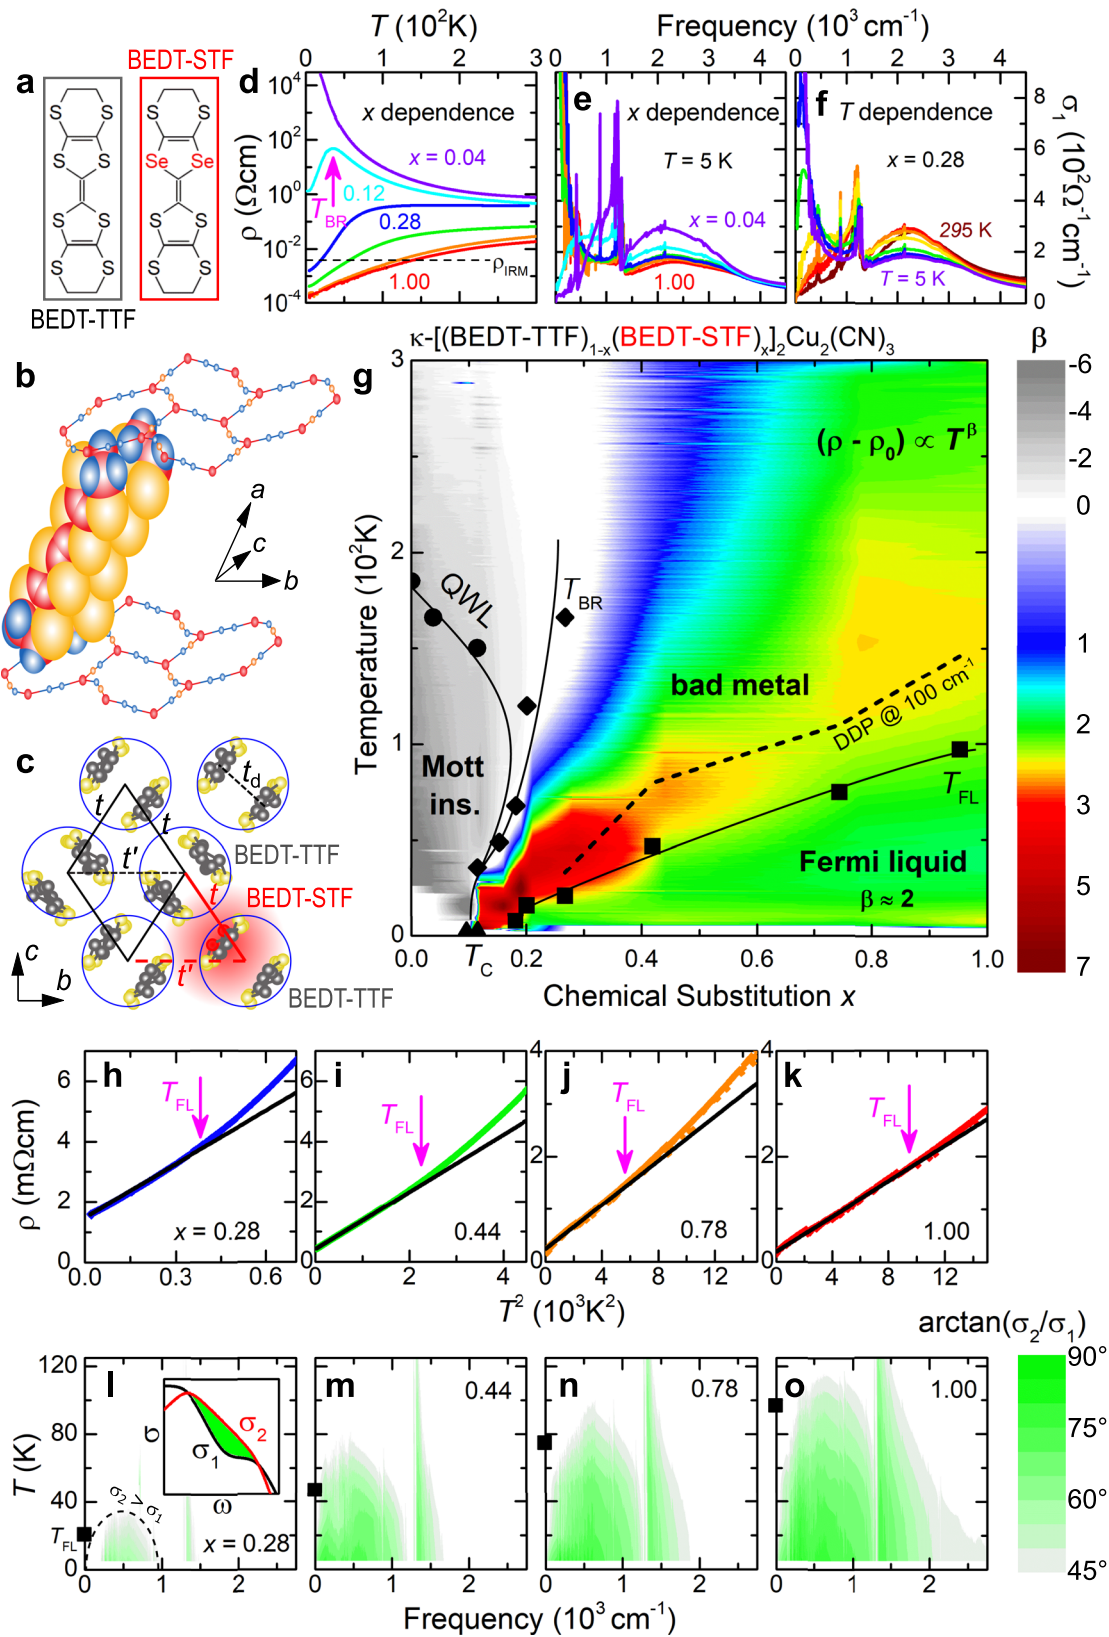 a
BEDT-STF
S S S S
S S Se Se
S S S S
S S S S
BEDT-TTF
T (10²K)
0 1 2 3
d
x dependence
x = 0.04
0.12
T_BR
0.28
ρ_IRM
1.00
ρ (Ωcm)
10⁴
10²
10⁰
10⁻²
10⁻⁴
Frequency (10³ cm⁻¹)
0 1 2 3 4
e
x dependence
T = 5 K
x = 0.04
1.00
0 1 2 3 4
f
T dependence
x = 0.28
295 K
T = 5 K
8
6
4
2
0
σ₁ (10²Ω⁻¹cm⁻¹)
b
a
c
b
c
t_d
t
t
t'
BEDT-TTF
BEDT-STF
t
t'
BEDT-TTF
c
b
κ-[(BEDT-TTF)₁₋ₓ(BEDT-STF)ₓ]₂Cu₂(CN)₃
g
(ρ - ρ₀) ∝ T^β
QWL
T_BR
bad metal
DDP @ 100 cm⁻¹
Mott
ins.
T_FL
Fermi liquid
β ≈ 2
Temperature (10²K)
3
2
1
0
0.0 0.2 0.4 0.6 0.8 1.0
T_C
Chemical Substitution x
β
-6
-4
-2
0
1
2
3
5
7
h
T_FL
x = 0.28
ρ (mΩcm)
6
4
2
0
0.0 0.3 0.6
i
T_FL
0.44
6
4
2
0
0 2 4
j
T_FL
0.78
4
2
0
0 4 8 12
k
T_FL
1.00
4
2
0
0 4 8 12
T² (10³K²)
arctan(σ₂/σ₁)
90°
75°
60°
45°
l
σ
σ₁
σ₂
ω
σ₂ > σ₁
x = 0.28
T (K)
120
80
40
T_FL
0
0 1 2
m
0.44
0 1 2
n
0.78
0 1 2
o
1.00
0 1 2
Frequency (10³ cm⁻¹)